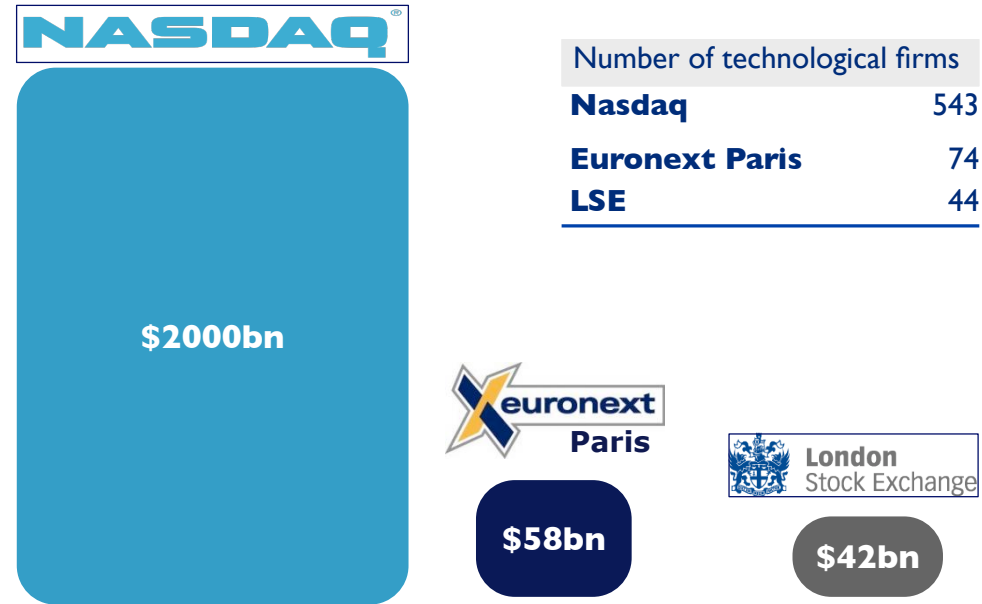 NASDAQ®
Number of technological firms
Nasdaq 543
Euronext Paris 74
LSE 44
$2000bn
euronext
Paris
London
Stock Exchange
$58bn
$42bn